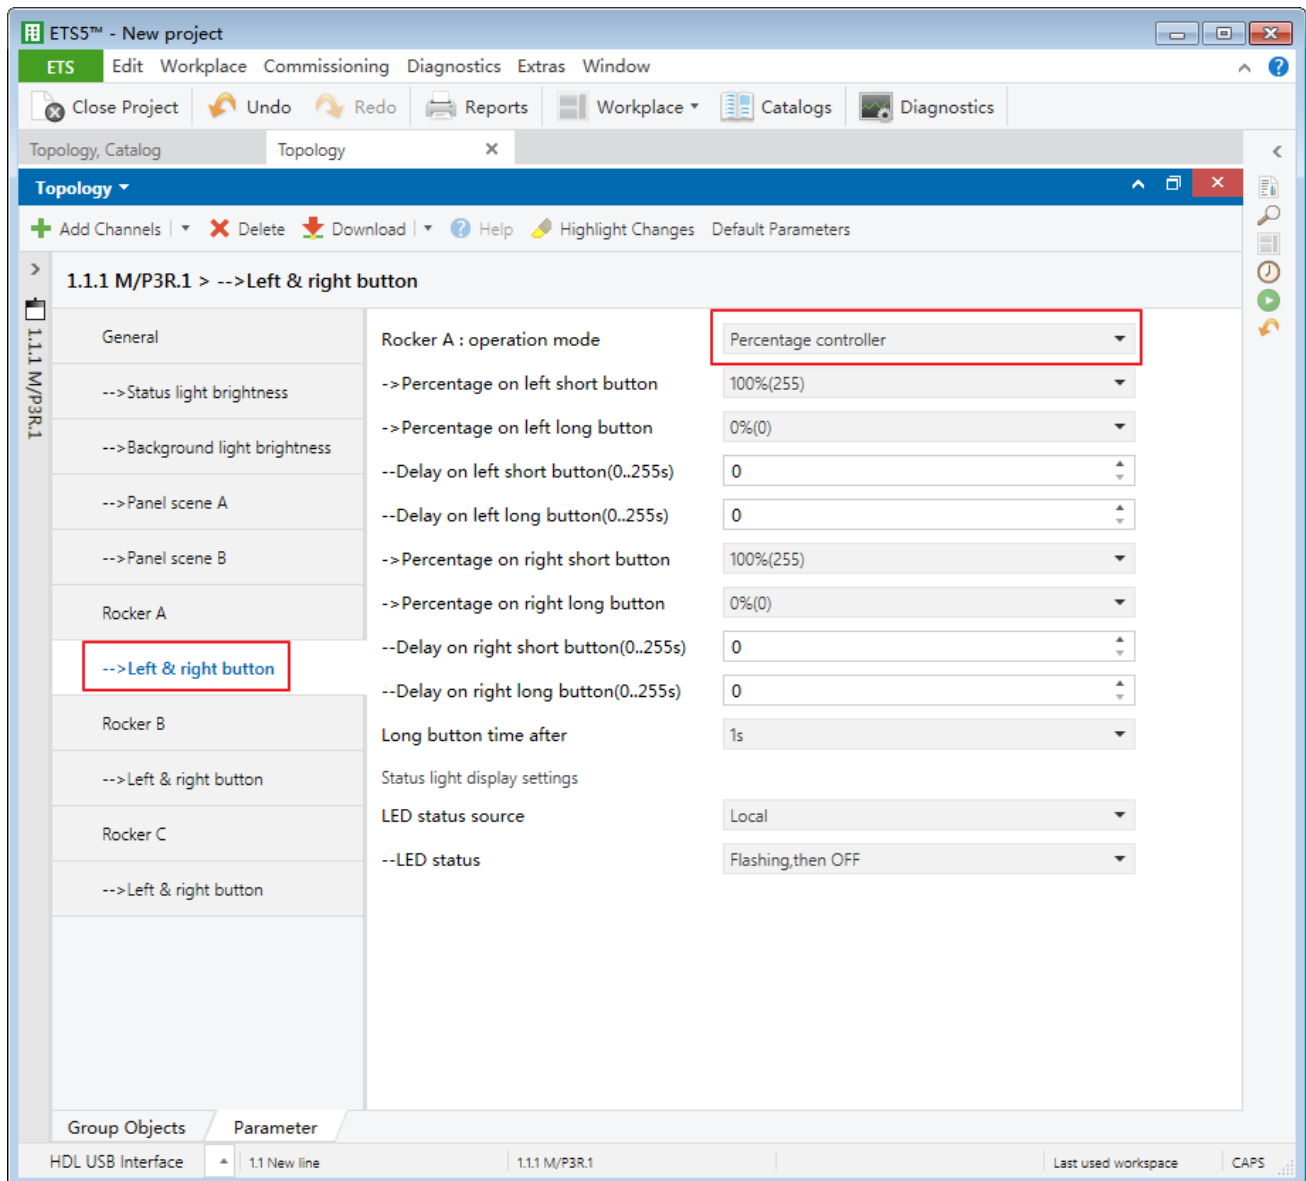 ETS5™ - New project
ETS Edit Workplace Commissioning Diagnostics Extras Window
Close Project Undo Redo Reports Workplace Catalogs Diagnostics
Topology, Catalog Topology
Topology
Add Channels Delete Download Help Highlight Changes Default Parameters
1.1.1 M/P3R.1 > -->Left & right button
1.1.1 M/P3R.1
General
-->Status light brightness
-->Background light brightness
-->Panel scene A
-->Panel scene B
Rocker A
-->Left & right button
Rocker B
-->Left & right button
Rocker C
-->Left & right button
Rocker A : operation mode Percentage controller
->Percentage on left short button 100%(255)
->Percentage on left long button 0%(0)
--Delay on left short button(0..255s) 0
--Delay on left long button(0..255s) 0
->Percentage on right short button 100%(255)
->Percentage on right long button 0%(0)
--Delay on right short button(0..255s) 0
--Delay on right long button(0..255s) 0
Long button time after 1s
Status light display settings
LED status source Local
--LED status Flashing,then OFF
Group Objects Parameter
HDL USB Interface 1.1 New line 1.1.1 M/P3R.1 Last used workspace CAPS